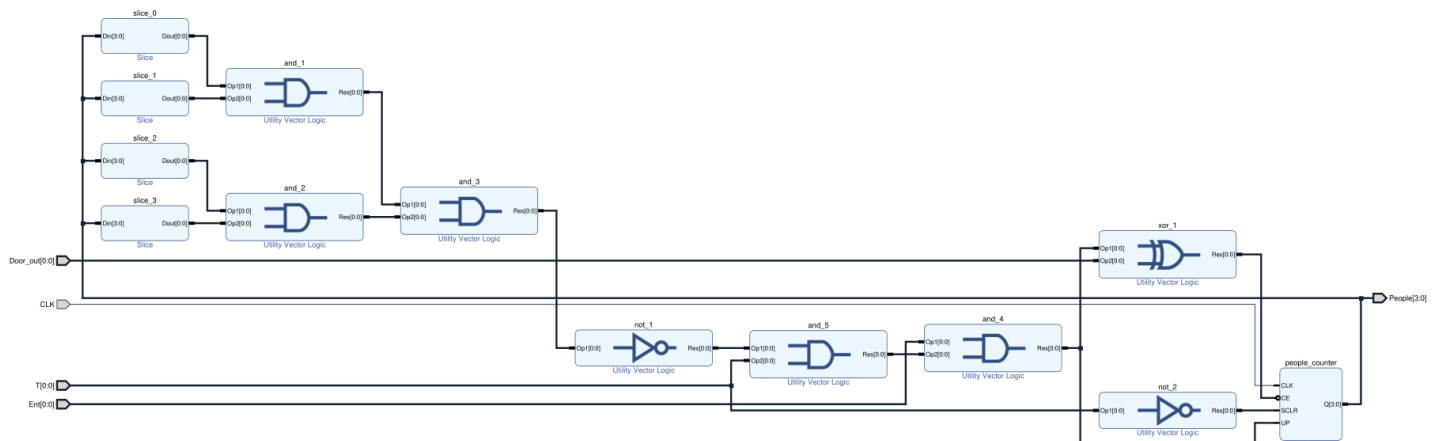 slice_0
Din[3:0] Dout[0:0]
Slice
slice_1
Din[3:0] Dout[0:0]
Slice
and_1
Op1[0:0]
Op2[0:0]
Res[0:0]
Utility Vector Logic
slice_2
Din[3:0] Dout[0:0]
Slice
slice_3
Din[3:0] Dout[0:0]
Slice
and_2
Op1[0:0]
Op2[0:0]
Res[0:0]
Utility Vector Logic
and_3
Op1[0:0]
Op2[0:0]
Res[0:0]
Utility Vector Logic
xor_1
Op1[0:0]
Op2[0:0]
Res[0:0]
Utility Vector Logic
Door_out[0:0]
People[3:0]
CLK
not_1
Op1[0:0] Res[0:0]
Utility Vector Logic
and_5
Op1[0:0]
Op2[0:0]
Res[0:0]
Utility Vector Logic
and_4
Op1[0:0]
Op2[0:0]
Res[0:0]
Utility Vector Logic
T[0:0]
Ent[0:0]
not_2
Op1[0:0] Res[0:0]
Utility Vector Logic
people_counter
CLK
CE
SCLR
UP
Q[3:0]